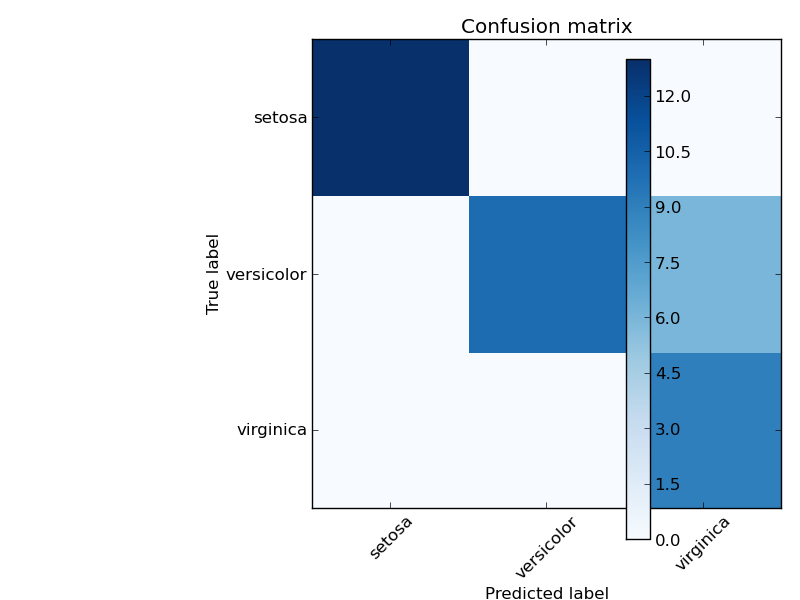 Confusion matrix
setosa
versicolor
virginica
True label
12.0
10.5
9.0
7.5
6.0
4.5
3.0
1.5
0.0
setosa
versicolor
virginica
Predicted label